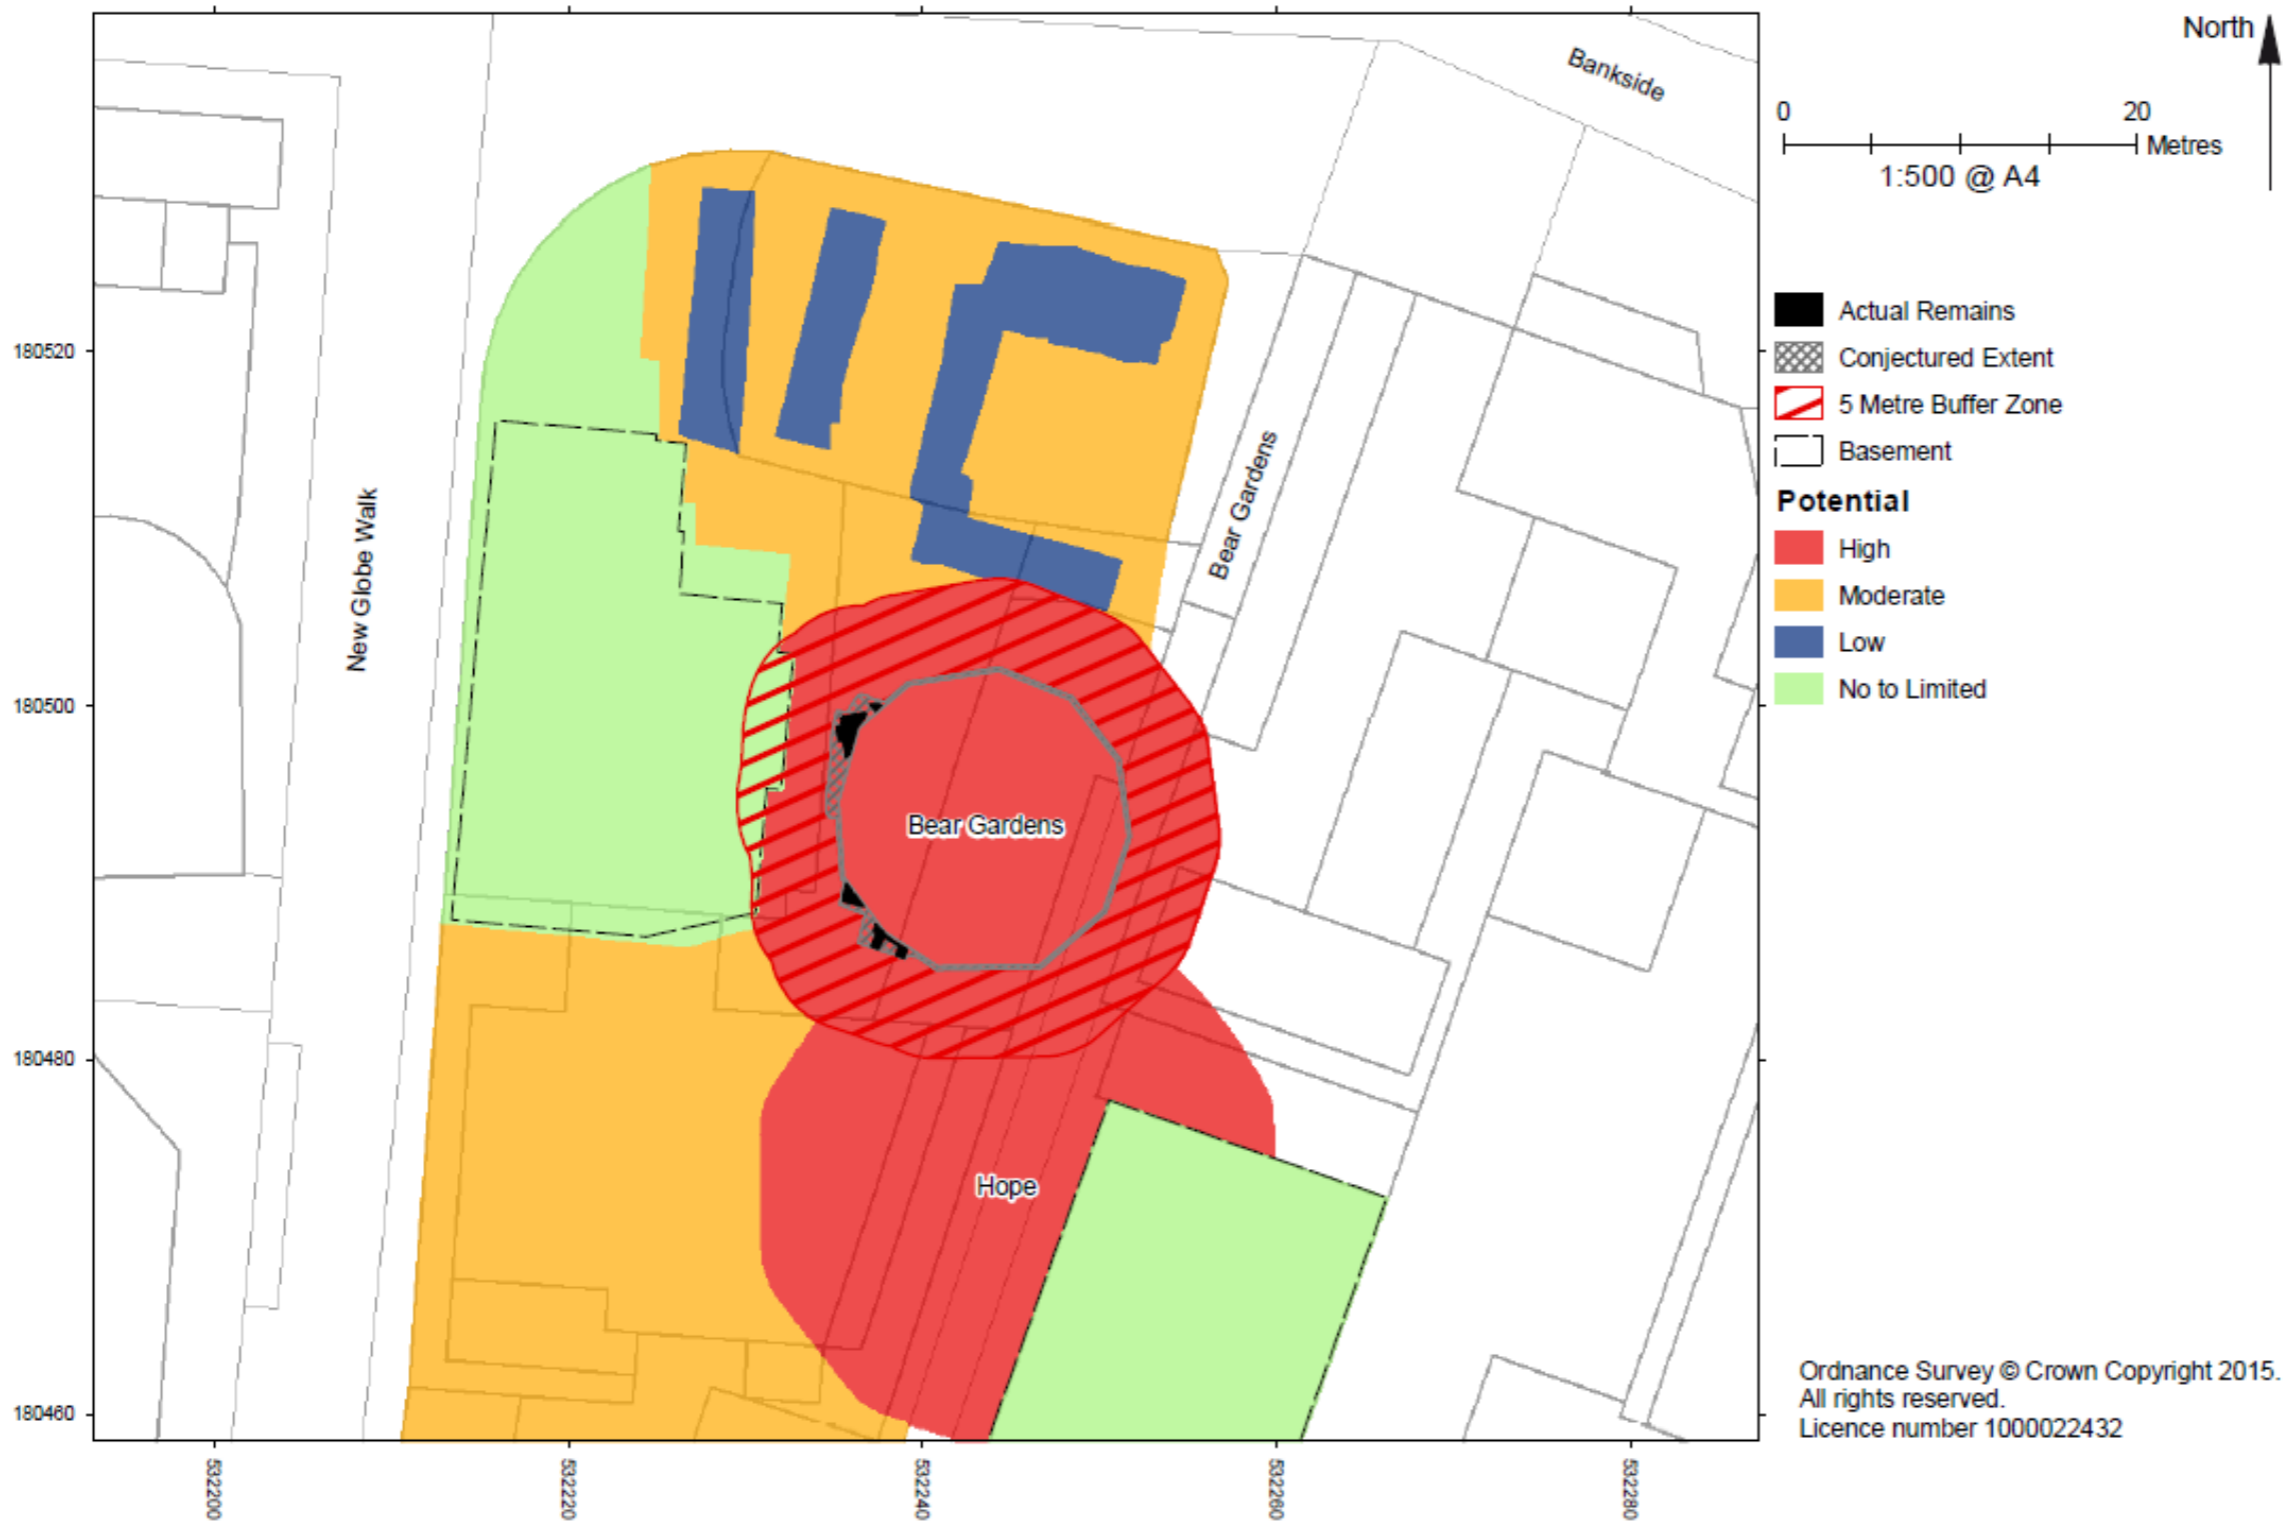 North
Bankside
0 20
Metres
1:500 @ A4
Actual Remains
Conjectured Extent
5 Metre Buffer Zone
Basement
Potential
High
Moderate
Low
No to Limited
180520
180500
180480
180460
New Globe Walk
Bear Gardens
Bear Gardens
Hope
532200
532220
532240
532260
532280
Ordnance Survey © Crown Copyright 2015.
All rights reserved.
Licence number 1000022432